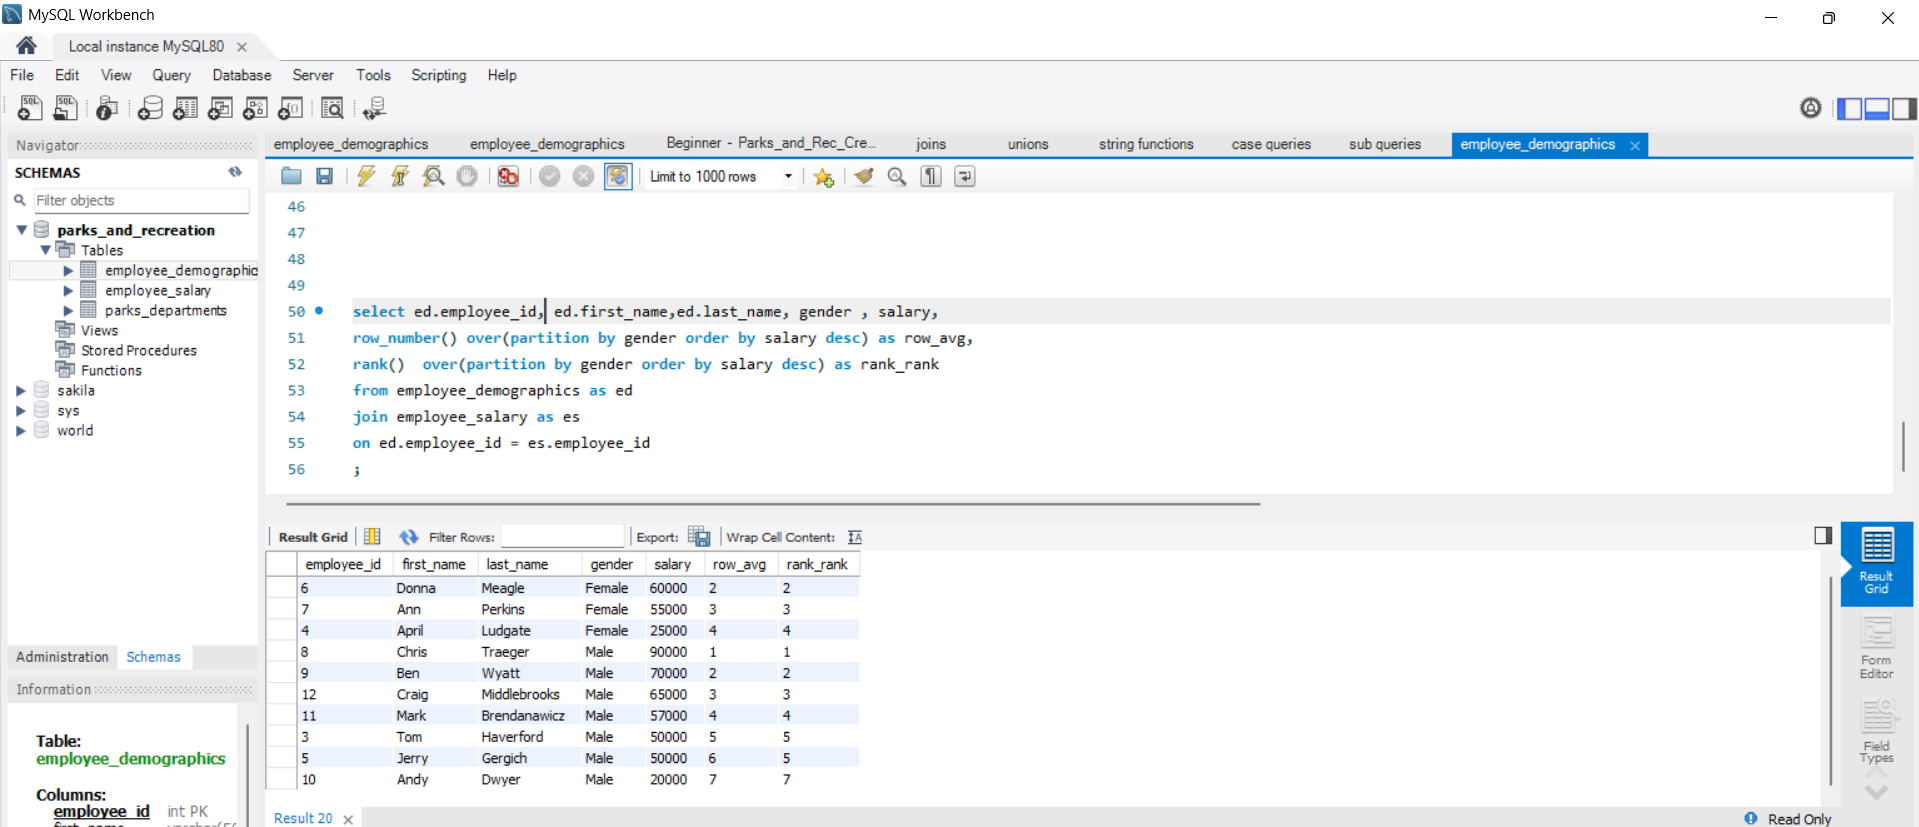 MySQL Workbench
Local instance MySQL80
File Edit View Query Database Server Tools Scripting Help
Navigator
employee_demographics employee_demographics Beginner - Parks_and_Rec_Cre... joins unions string functions case queries sub queries employee_demographics
SCHEMAS
Limit to 1000 rows
Filter objects
parks_and_recreation
Tables
employee_demographic
employee_salary
parks_departments
Views
Stored Procedures
Functions
sakila
sys
world
46
47
48
49
50 select ed.employee_id, ed.first_name,ed.last_name, gender , salary,
51 row_number() over(partition by gender order by salary desc) as row_avg,
52 rank()  over(partition by gender order by salary desc) as rank_rank
53 from employee_demographics as ed
54 join employee_salary as es
55 on ed.employee_id = es.employee_id
56 ;
Result Grid Filter Rows: Export: Wrap Cell Content:
employee_id first_name last_name gender salary row_avg rank_rank
6 Donna Meagle Female 60000 2 2
7 Ann Perkins Female 55000 3 3
4 April Ludgate Female 25000 4 4
8 Chris Traeger Male 90000 1 1
9 Ben Wyatt Male 70000 2 2
12 Craig Middlebrooks Male 65000 3 3
11 Mark Brendanawicz Male 57000 4 4
3 Tom Haverford Male 50000 5 5
5 Jerry Gergich Male 50000 6 5
10 Andy Dwyer Male 20000 7 7
Result
Grid
Form
Editor
Field
Types
Administration Schemas
Information
Table:
employee_demographics
Columns:
employee_id int PK
Result 20
Read Only